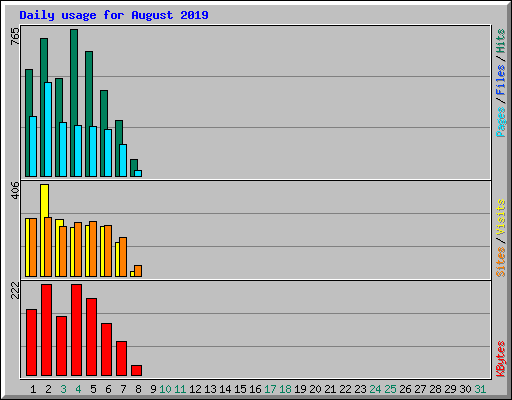 Daily usage for August 2019
765
406
222
Pages / Files / Hits
Sites / Visits
KBytes
1 2 3 4 5 6 7 8 9 10 11 12 13 14 15 16 17 18 19 20 21 22 23 24 25 26 27 28 29 30 31